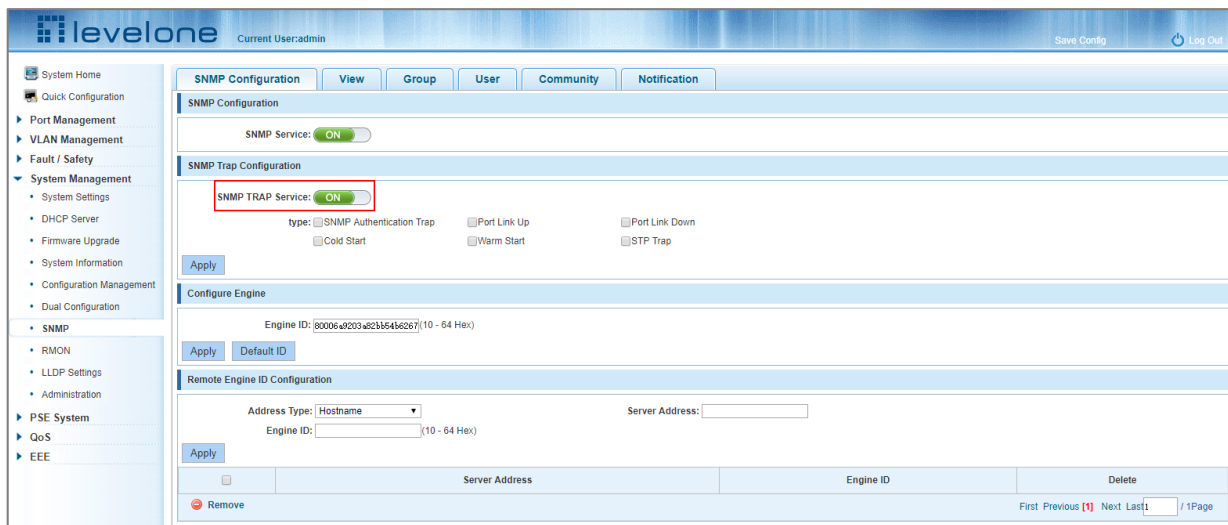 levelone Current User:admin Save Config Log Out
System Home
Quick Configuration
Port Management
VLAN Management
Fault / Safety
System Management
System Settings
DHCP Server
Firmware Upgrade
System Information
Configuration Management
Dual Configuration
SNMP
RMON
LLDP Settings
Administration
PSE System
QoS
EEE
SNMP Configuration View Group User Community Notification
SNMP Configuration
SNMP Service: ON
SNMP Trap Configuration
SNMP TRAP Service: ON
type: SNMP Authentication Trap Port Link Up Port Link Down
Cold Start Warm Start STP Trap
Apply
Configure Engine
Engine ID: 80006a9203a82bb54b6267 (10 - 64 Hex)
Apply Default ID
Remote Engine ID Configuration
Address Type: Hostname Server Address:
Engine ID: (10 - 64 Hex)
Apply
Server Address Engine ID Delete
Remove First Previous [1] Next Last 1 / 1Page